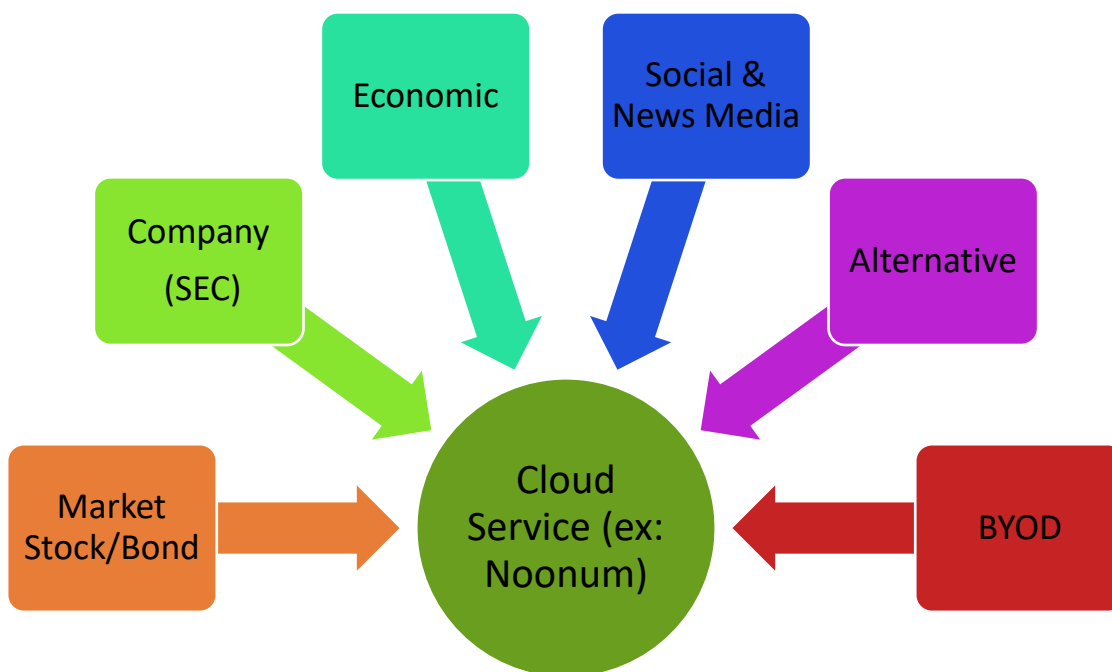 Economic
Social &
News Media
Company
(SEC)
Alternative
Market
Stock/Bond
Cloud
Service (ex:
Noonum)
BYOD